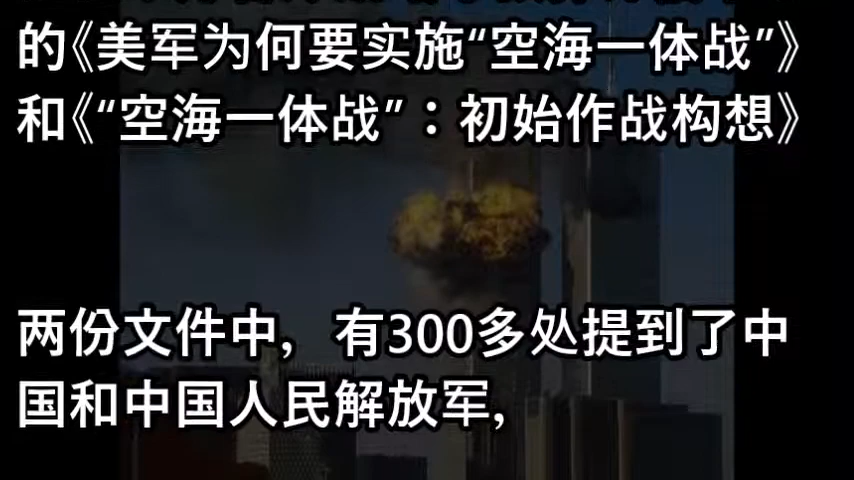 的《美军为何要实施“空海一体战”》
和《“空海一体战”：初始作战构想》
两份文件中，有300多处提到了中
国和中国人民解放军,